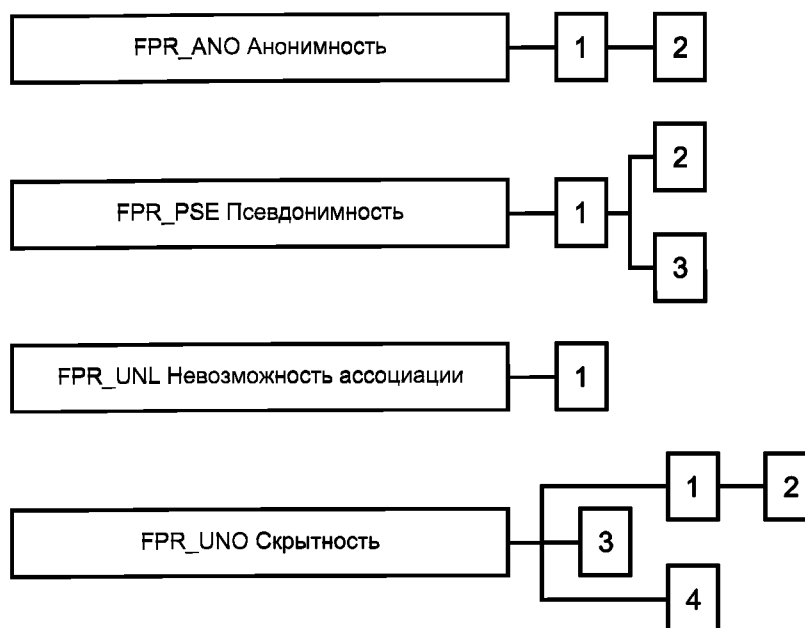 FPR_ANO Анонимность 1 2
2
FPR_PSE Псевдонимность 1
3
FPR_UNL Невозможность ассоциации 1
1 2
FPR_UNO Скрытность 3
4